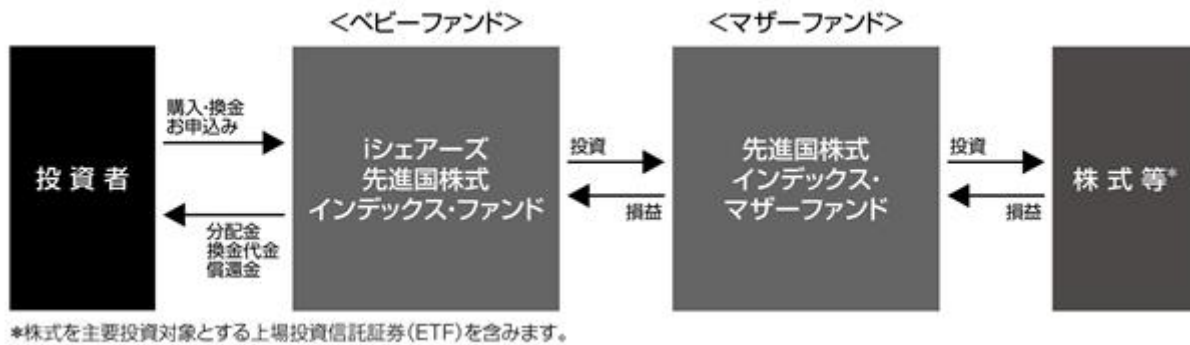 ＜ベビーファンド＞
＜マザーファンド＞
投資者
購入・換金
お申込み
分配金
換金代金
償還金
iシェアーズ
先進国株式
インデックス・ファンド
投資
損益
先進国株式
インデックス・
マザーファンド
投資
損益
株式等*
*株式を主要投資対象とする上場投資信託証券(ETF)を含みます。